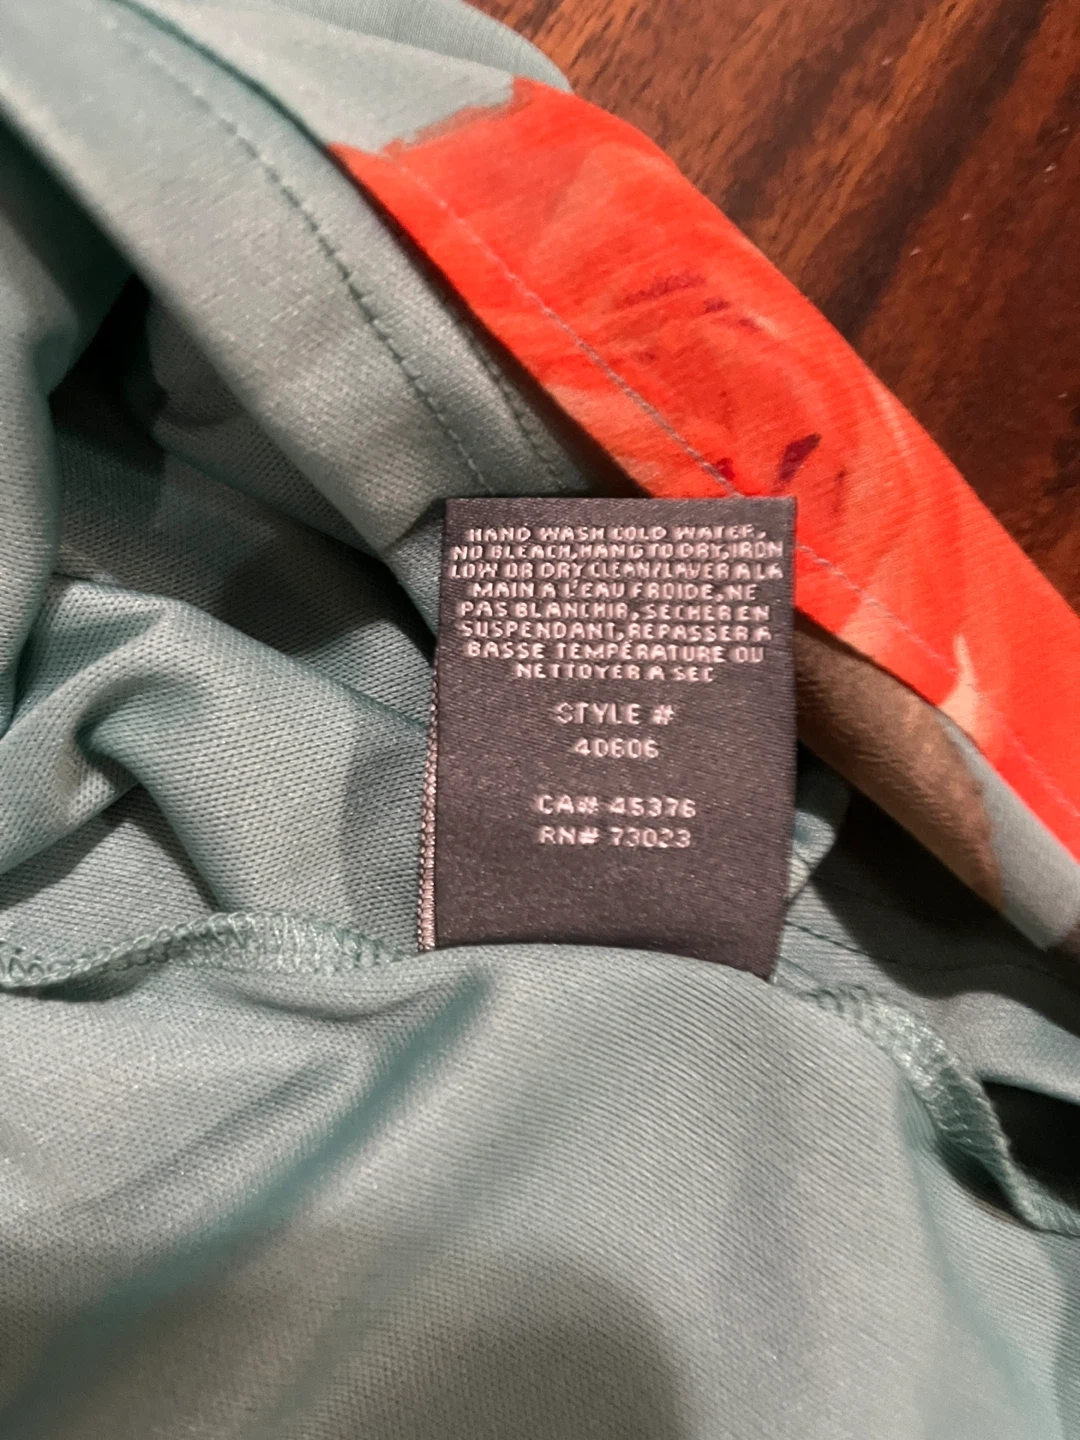 HAND WASH COLD WATER,
NO BLEACH,HANG TO DRY,IRON
LOW OR DRY CLEAN/LAVER A LA
MAIN A L'EAU FROIDE,NE
PAS BLANCHIR, SECHER EN
SUSPENDANT,REPASSER A
BASSE TEMPÉRATURE OU
NETTOYER A SEC
STYLE #
40606
CA# 45376
RN# 73023